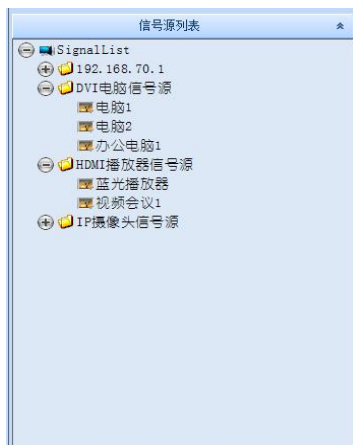 信号源列表
SignalList
192.168.70.1
DVI电脑信号源
电脑1
电脑2
办公电脑1
HDMI播放器信号源
蓝光播放器
视频会议1
IP摄像头信号源